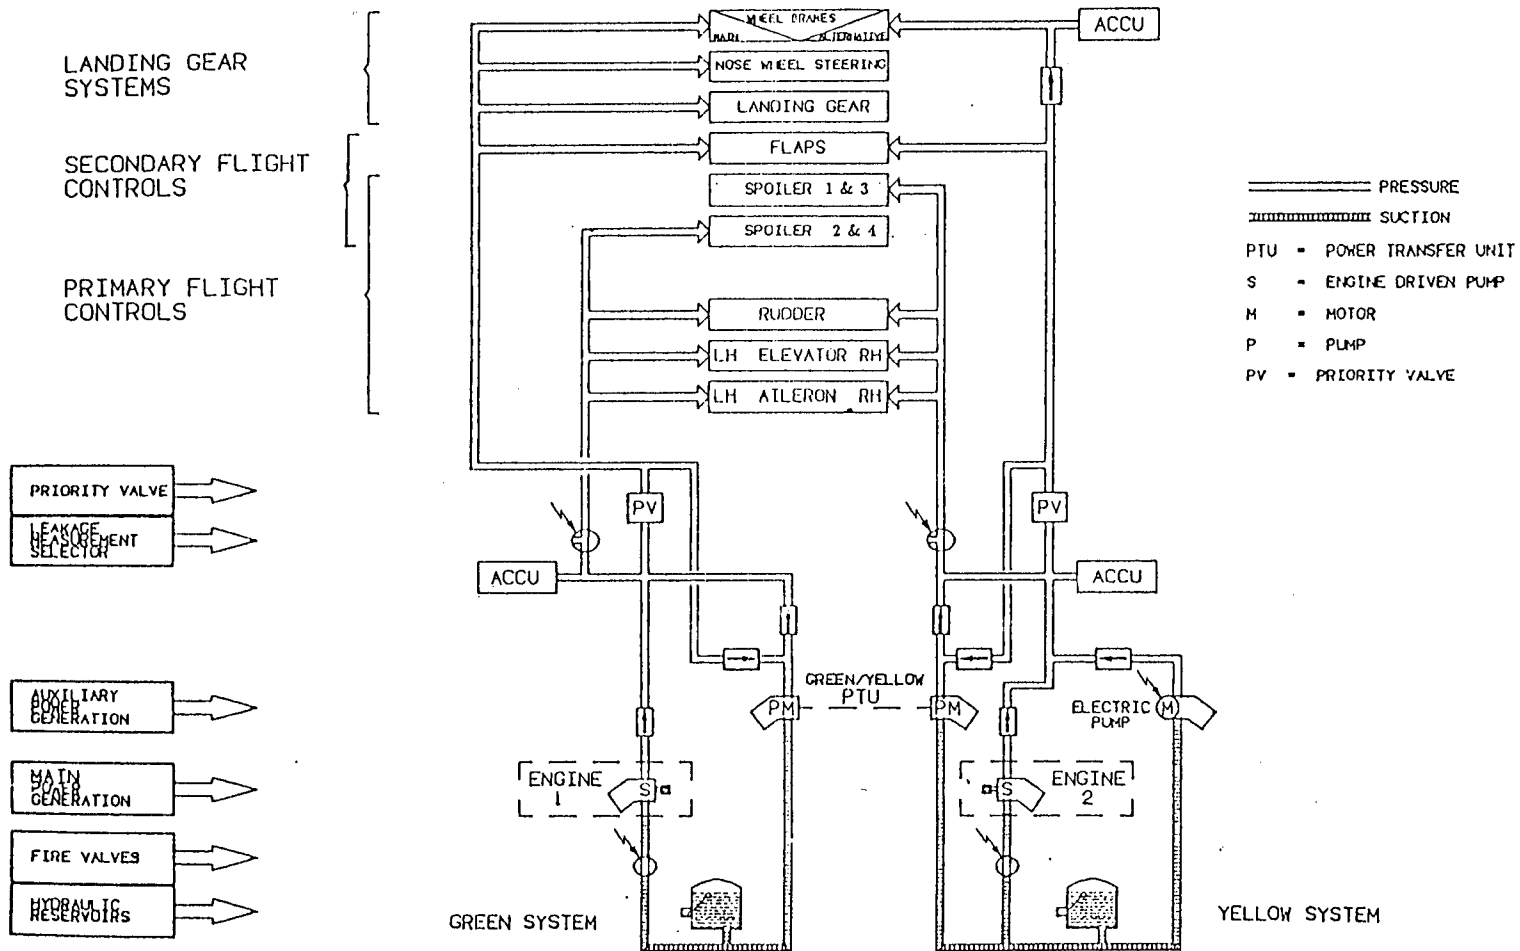 WHEEL BRAKES
ALTERNATIVE
ACCU
LANDING GEAR
SYSTEMS
NOSE WHEEL STEERING
LANDING GEAR
FLAPS
SECONDARY FLIGHT
CONTROLS
SPOILER 1 & 3
SPOILER 2 & 4
PRIMARY FLIGHT
CONTROLS
RUDDER
LH ELEVATOR RH
LH AILERON RH
PRESSURE
SUCTION
PTU = POWER TRANSFER UNIT
S = ENGINE DRIVEN PUMP
M = MOTOR
P = PUMP
PV = PRIORITY VALVE
PRIORITY VALVE
LEAKAGE
MEASUREMENT
SELECTOR
PV
PV
ACCU
ACCU
AUXILIARY
POWER
GENERATION
GREEN/YELLOW
PTU
PM
PM
ELECTRIC
PUMP
M
MAIN
POWER
GENERATION
ENGINE
1
S
S
ENGINE
2
FIRE VALVES
HYDRAULIC
RESERVOIRS
GREEN SYSTEM
YELLOW SYSTEM